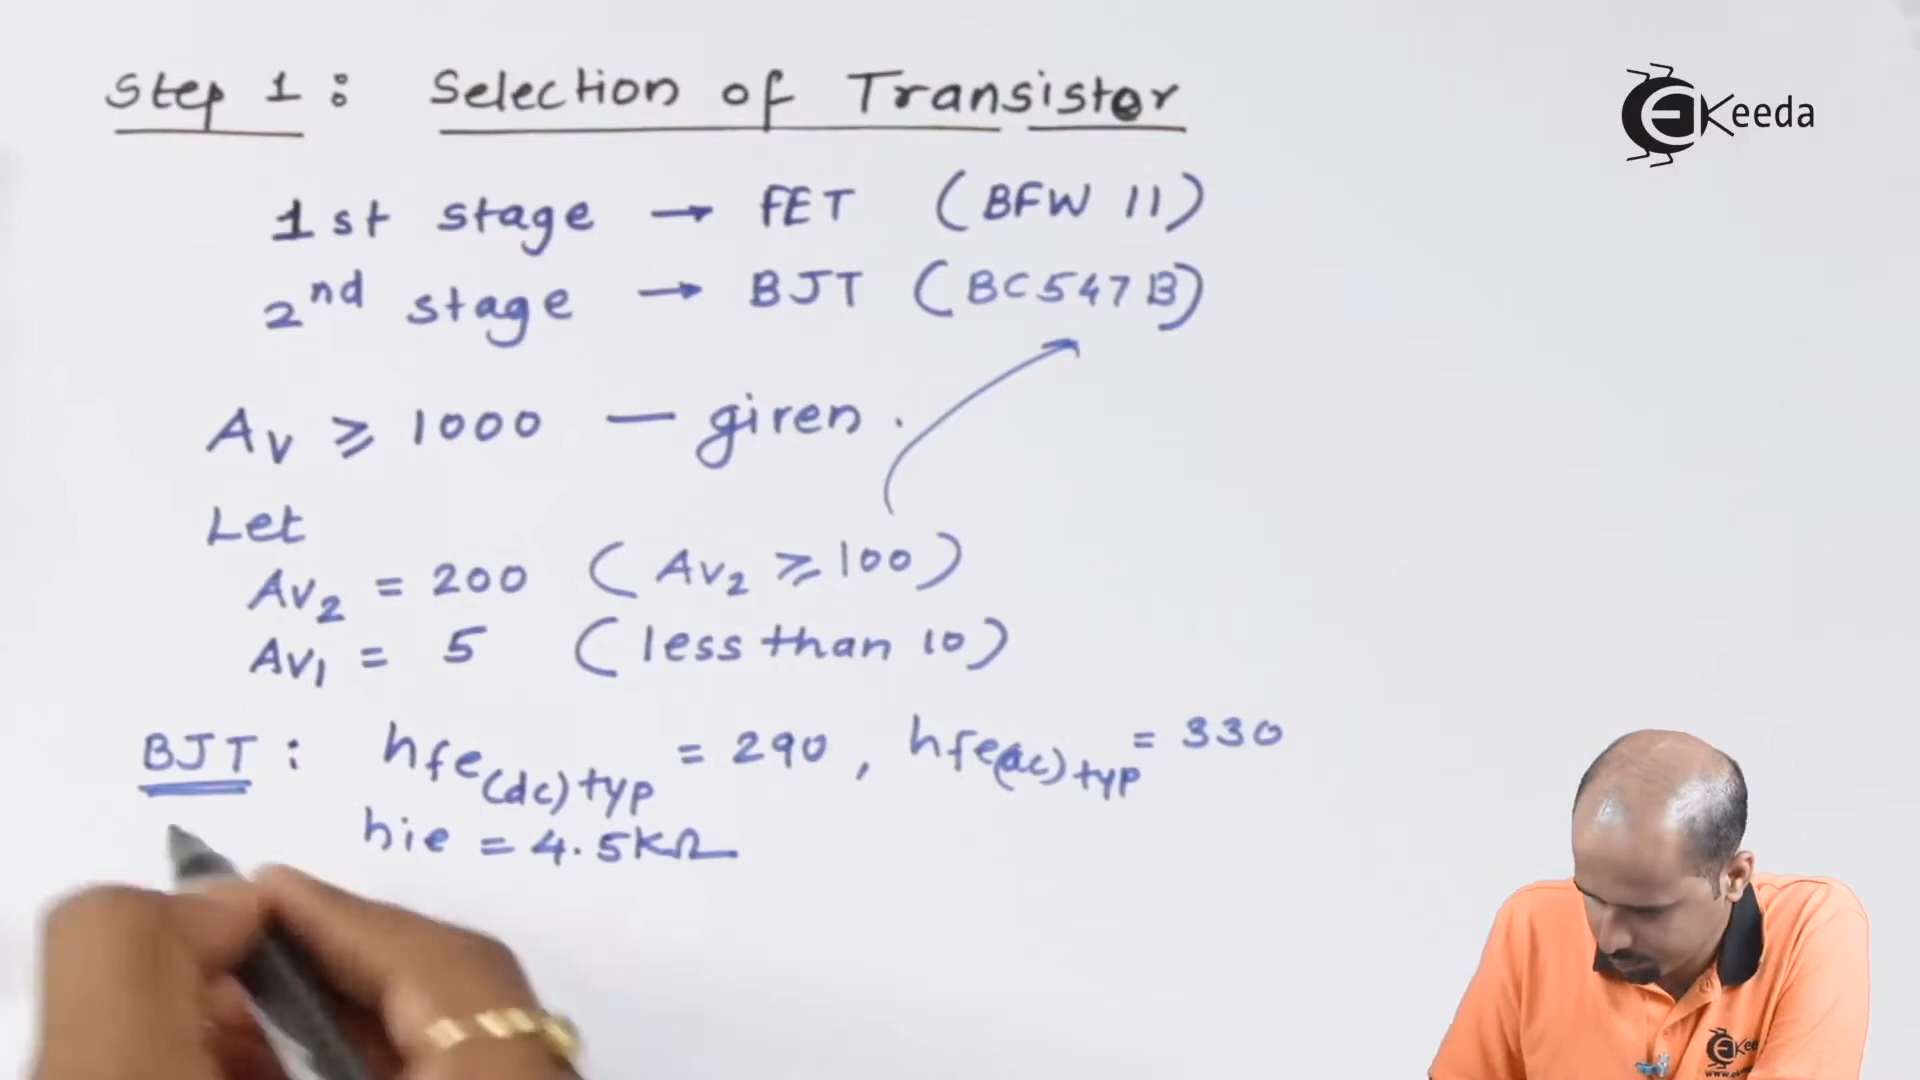 Step 1 : Selection of Transistor
EKeeda
1st stage → FET (BFW 11)
2nd stage → BJT (BC547B)
Av ≥ 1000 — given.
Let
Av2 = 200 (Av2 ≥ 100)
Av1 = 5 (less than 10)
BJT : hfe(dc) typ = 290, hfe(ac) typ = 330
hie = 4.5KΩ